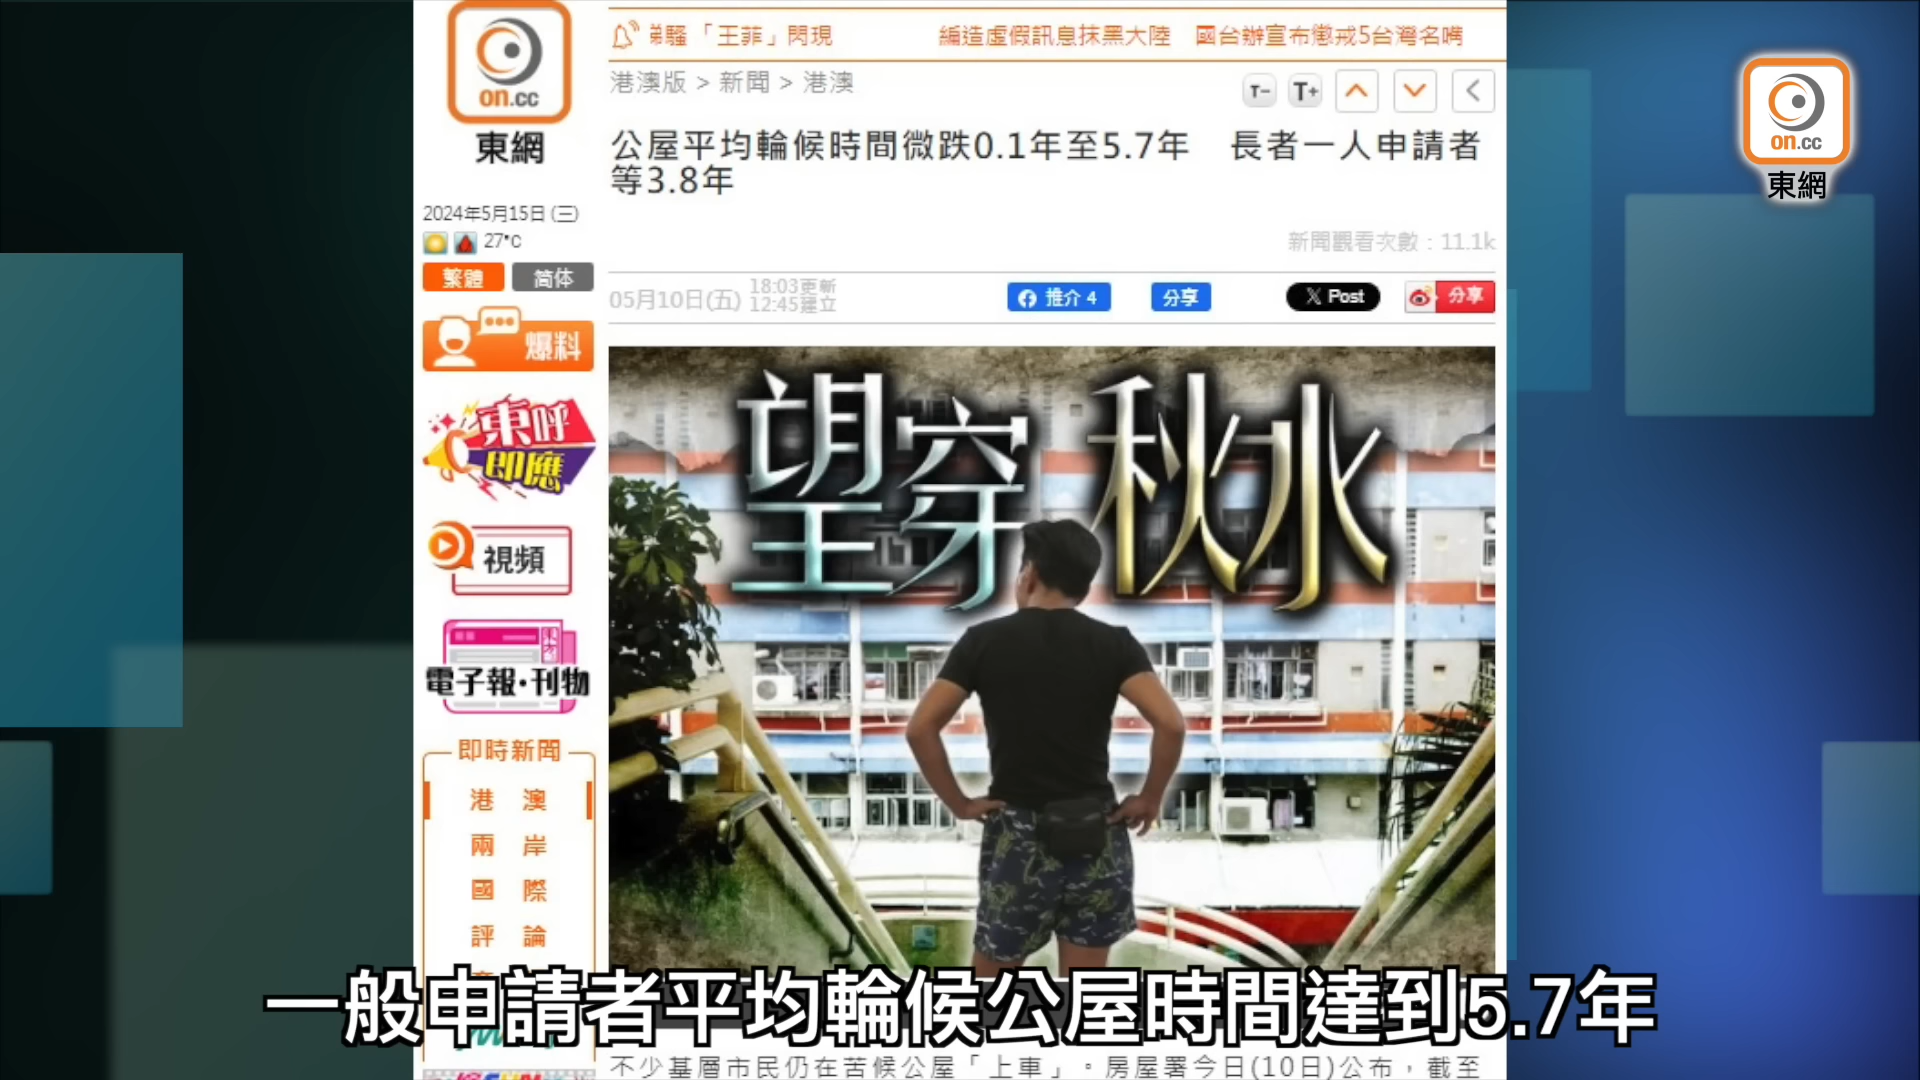 on.cc
東網
2024年5月15日 (三)
27°C
繁體 简体
爆料
東呼
即應
視頻
電子報·刊物
即時新聞
港 澳
兩 岸
國 際
評 論
「王菲」閃現 編造虛假訊息抹黑大陸 國台辦宣布懲戒5台灣名嘴
港澳版 > 新聞 > 港澳
T- T+
公屋平均輪候時間微跌0.1年至5.7年 長者一人申請者
等3.8年
新聞觀看次數：11.1k
05月10日(五) 18:03更新
12:45建立
推介 4 分享 X Post 分享
望穿秋水
不少基層市民仍在苦候公屋「上車」。房屋署今日(10日)公布，截至
on.cc
東網
一般申請者平均輪候公屋時間達到5.7年